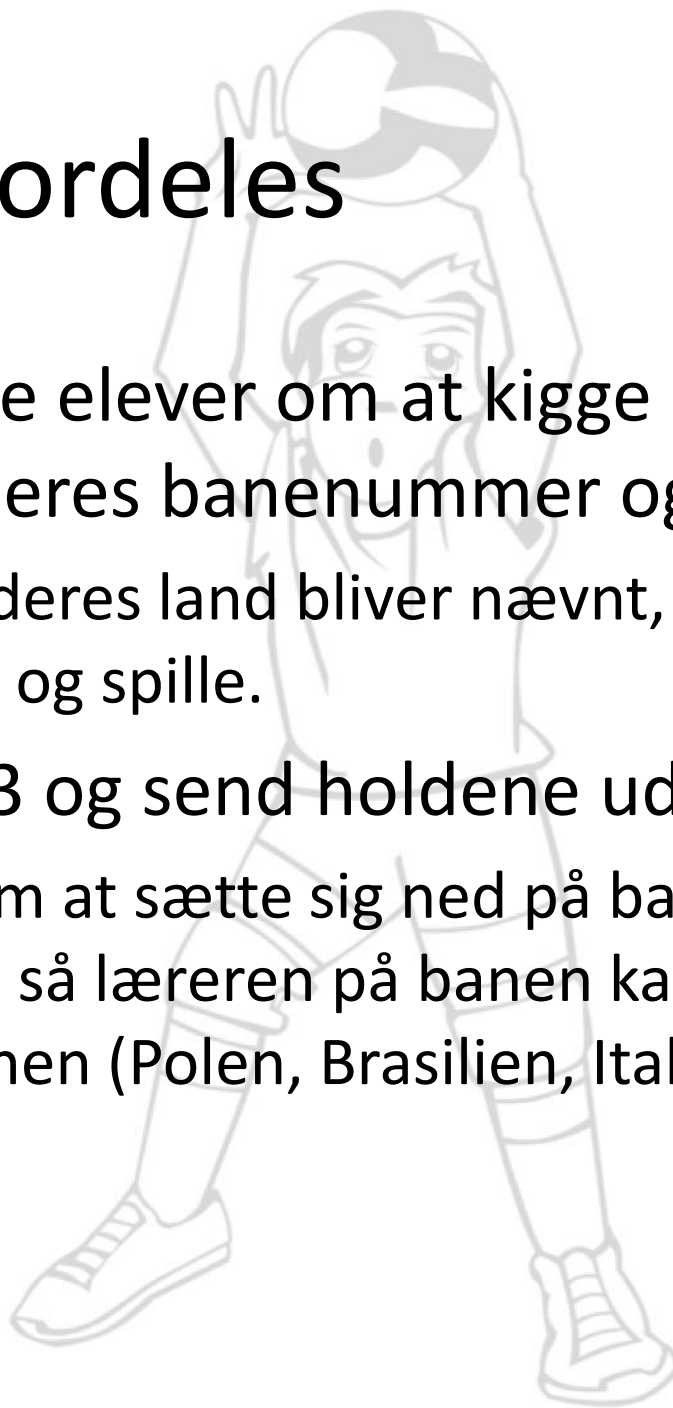 ordeles
e elever om at kigge
eres banenummer og
deres land bliver nævnt,
og spille.
3 og send holdene ud
m at sætte sig ned på ba
så læreren på banen ka
nen (Polen, Brasilien, Ital